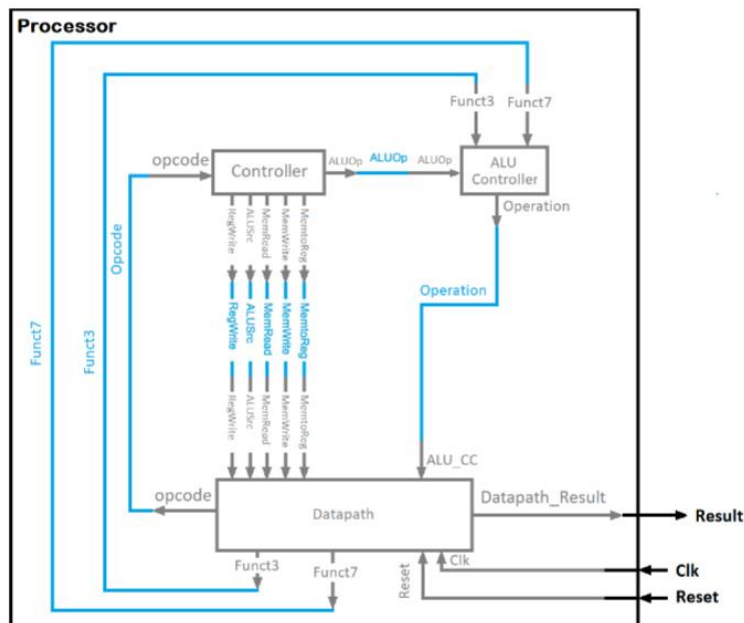 Processor
Funct3
Funct7
opcode
Controller
ALUOp
ALUOp
ALUOp
ALU
Controller
RegWrite
ALUSrc
MemRead
MemWrite
MemtoReg
Operation
Opcode
Funct7
Funct3
Operation
RegWrite
ALUSrc
MemRead
MemWrite
MemtoReg
RegWrite
ALUSrc
MemRead
MemWrite
MemtoReg
ALU_CC
opcode
Datapath
Datapath_Result
Result
Funct3
Funct7
Reset
Clk
Clk
Reset